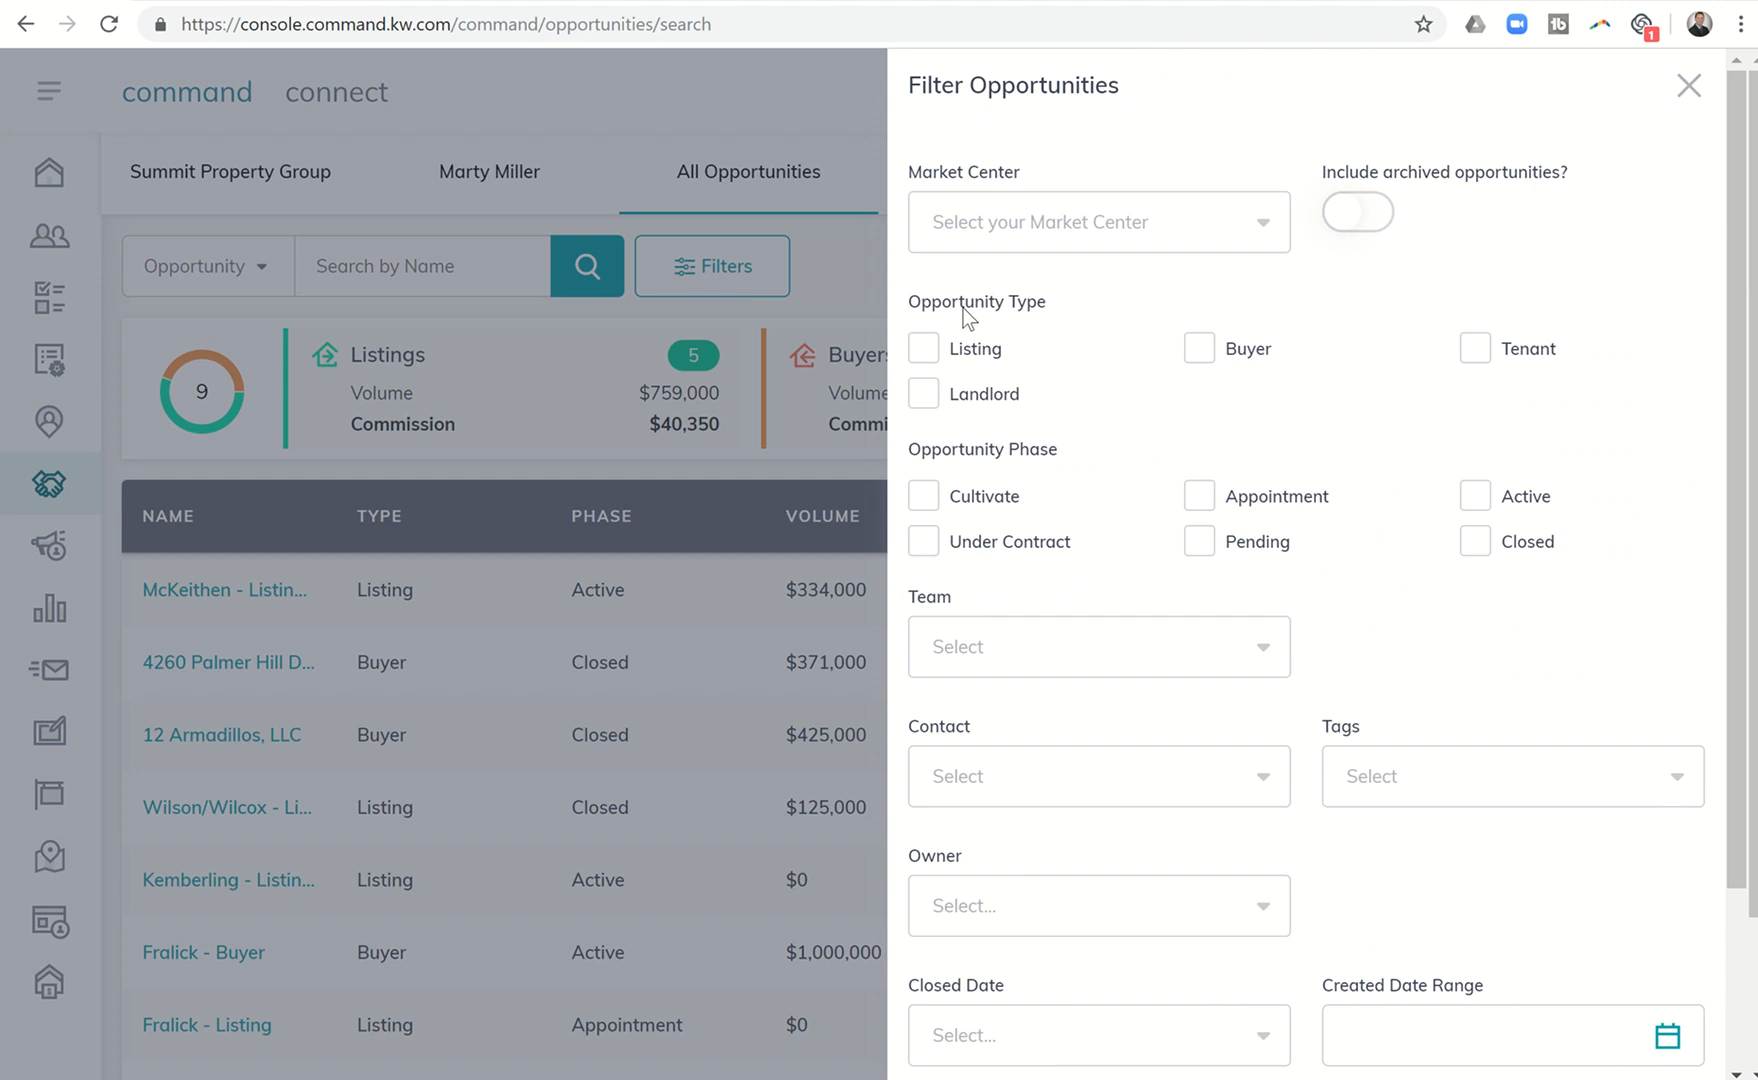 https://console.command.kw.com/command/opportunities/search
1
command connect
Summit Property Group Marty Miller All Opportunities
Opportunity Search by Name Filters
9
Listings 5
Volume $759,000
Commission $40,350
Buyers
Volume
Commi
NAME TYPE PHASE VOLUME
McKeithen - Listin... Listing Active $334,000
4260 Palmer Hill D... Buyer Closed $371,000
12 Armadillos, LLC Buyer Closed $425,000
Wilson/Wilcox - Li... Listing Closed $125,000
Kemberling - Listin... Listing Active $0
Fralick - Buyer Buyer Active $1,000,000
Fralick - Listing Listing Appointment $0
Filter Opportunities
Market Center Include archived opportunities?
Select your Market Center
Opportunity Type
Listing Buyer Tenant
Landlord
Opportunity Phase
Cultivate Appointment Active
Under Contract Pending Closed
Team
Select
Contact Tags
Select Select
Owner
Select...
Closed Date Created Date Range
Select...